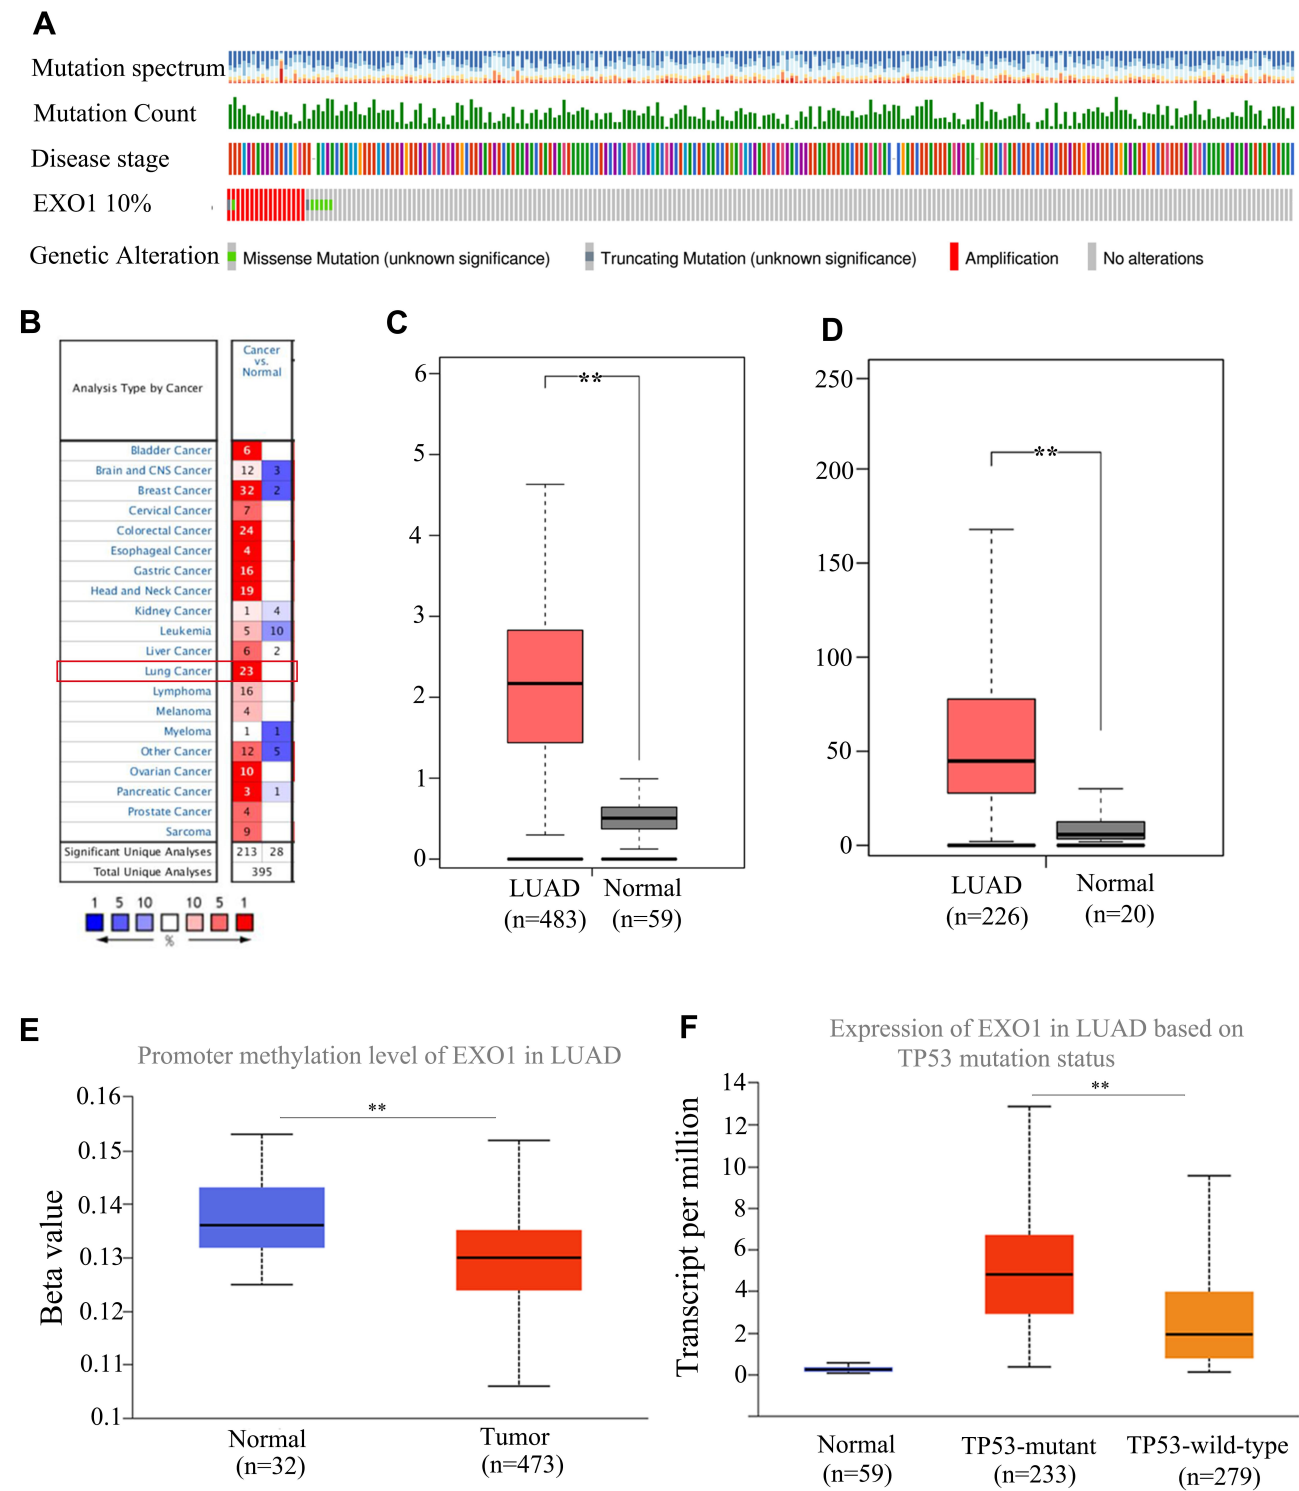 A
Mutation spectrum
Mutation Count
Disease stage
EXO1 10%
Genetic Alteration
Missense Mutation (unknown significance)
Truncating Mutation (unknown significance)
Amplification
No alterations
B
Analysis Type by Cancer
Cancer
vs.
Normal
Bladder Cancer 6
Brain and CNS Cancer 12 3
Breast Cancer 32 2
Cervical Cancer 7
Colorectal Cancer 24
Esophageal Cancer 4
Gastric Cancer 16
Head and Neck Cancer 19
Kidney Cancer 1 4
Leukemia 5 10
Liver Cancer 6 2
Lung Cancer 23
Lymphoma 16
Melanoma 4
Myeloma 1 1
Other Cancer 12 5
Ovarian Cancer 10
Pancreatic Cancer 3 1
Prostate Cancer 4
Sarcoma 9
Significant Unique Analyses 213 28
Total Unique Analyses 395
1 5 10 10 5 1
%
C
6
5
4
3
2
1
0
**
LUAD
(n=483)
Normal
(n=59)
D
250
200
150
100
50
0
**
LUAD
(n=226)
Normal
(n=20)
E
Promoter methylation level of EXO1 in LUAD
Beta value
0.16
0.15
0.14
0.13
0.12
0.11
0.1
**
Normal
(n=32)
Tumor
(n=473)
F
Expression of EXO1 in LUAD based on
TP53 mutation status
Transcript per million
14
12
10
8
6
4
2
0
**
Normal
(n=59)
TP53-mutant
(n=233)
TP53-wild-type
(n=279)